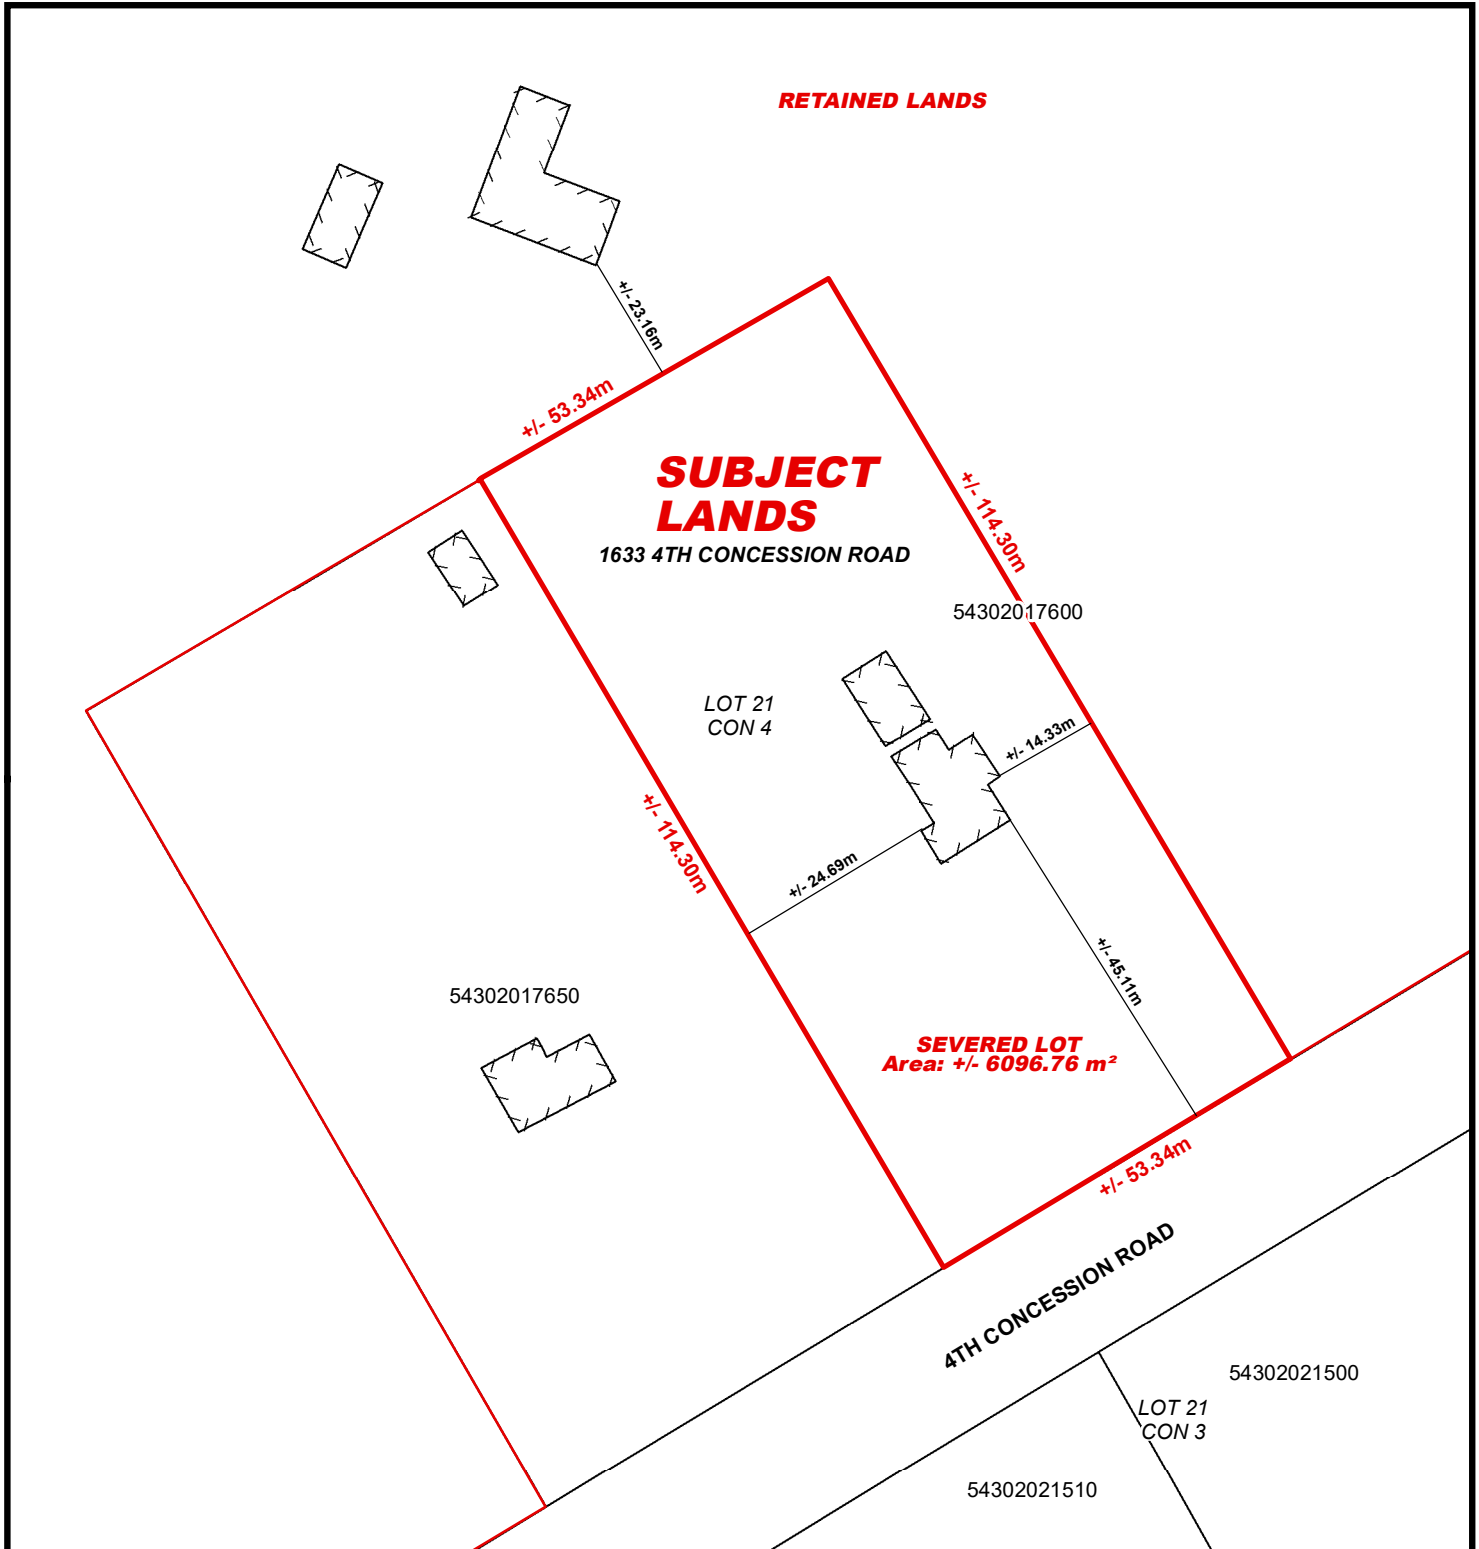 RETAINED LANDS
+/- 23.16m
+/- 53.34m
SUBJECT
LANDS
1633 4TH CONCESSION ROAD
+/- 114.30m
54302017600
LOT 21
CON 4
+/- 14.33m
+/- 114.30m
+/- 24.69m
+/- 45.11m
54302017650
SEVERED LOT
Area: +/- 6096.76 m²
+/- 53.34m
4TH CONCESSION ROAD
54302021500
LOT 21
CON 3
54302021510